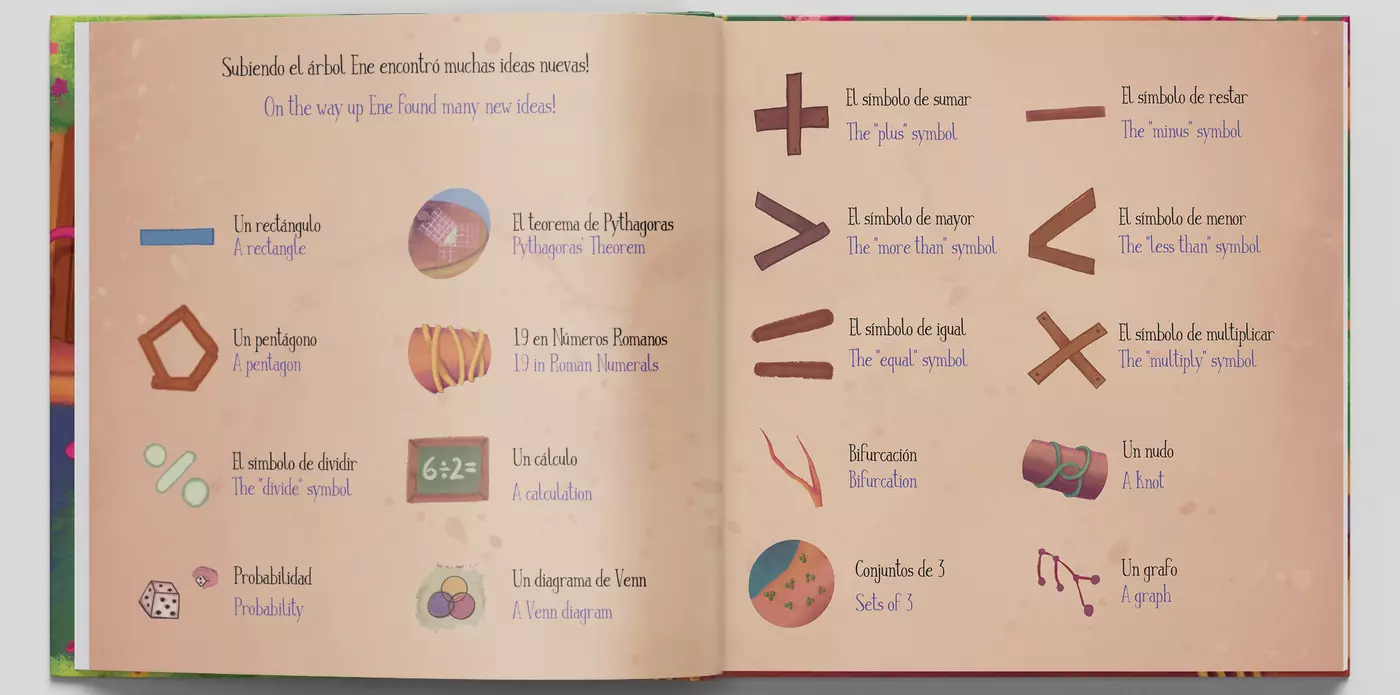 Subiendo el árbol Ene encontró muchas ideas nuevas!
On the way up Ene found many new ideas!
Un rectángulo
A rectangle
El teorema de Pythagoras
Pythagoras' Theorem
Un pentágono
A pentagon
19 en Números Romanos
19 in Roman Numerals
El símbolo de dividir
The "divide" symbol
6÷2=
Un cálculo
A calculation
Probabilidad
Probability
Un diagrama de Venn
A Venn diagram
El símbolo de sumar
The "plus" symbol
El símbolo de restar
The "minus" symbol
El símbolo de mayor
The "more than" symbol
El símbolo de menor
The "less than" symbol
El símbolo de igual
The "equal" symbol
El símbolo de multiplicar
The "multiply" symbol
Bifurcación
Bifurcation
Un nudo
A knot
Conjuntos de 3
Sets of 3
Un grafo
A graph